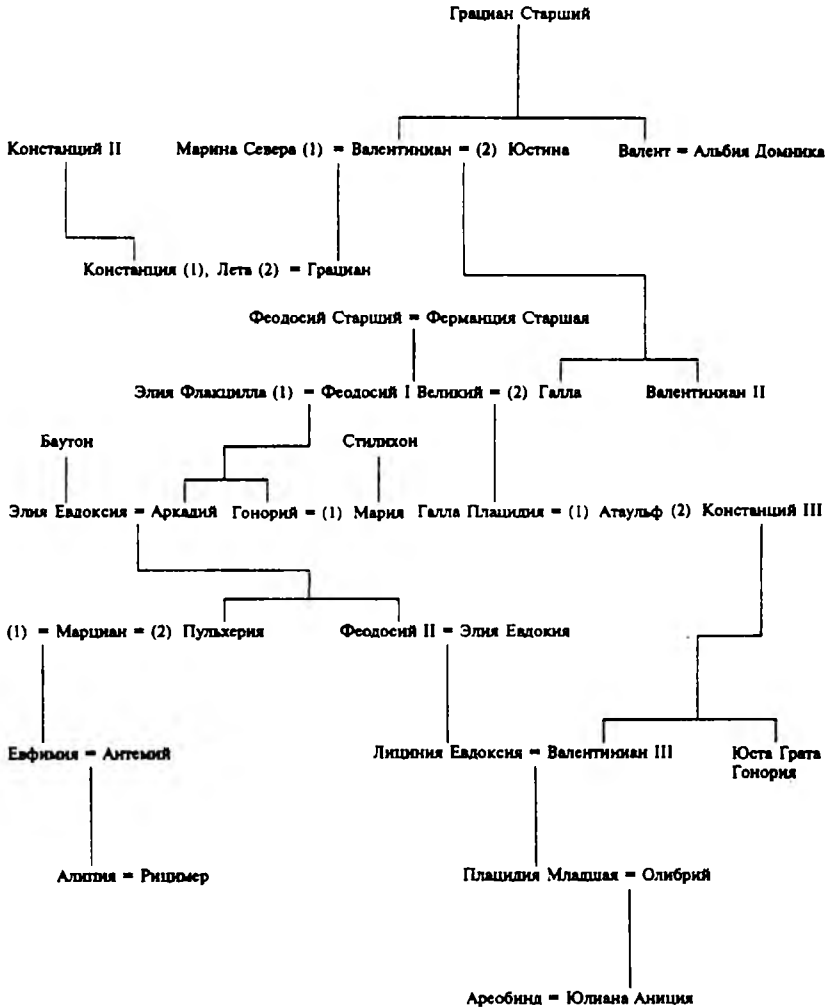 Грациан Старший
Констанций II Марина Севера (1) = Валентиниан = (2) Юстина Валент = Альбия Домника
Констанция (1), Лета (2) = Грациан
Феодосий Старший = Ферманция Старшая
Элия Флакцилла (1) = Феодосий I Великий = (2) Галла Валентиниан II
Баутон Стилихон
Элия Евдоксия = Аркадий Гонорий = (1) Мария Галла Плацидия = (1) Атаульф (2) Констанций III
(1) = Марциан = (2) Пульхерия Феодосий II = Элия Евдокия
Евфимия = Антемий Лициния Евдоксия = Валентиниан III Юста Грата
Гонория
Алипия = Рицимер Плацидия Младшая = Олибрий
Ареобинд = Юлиана Аниция